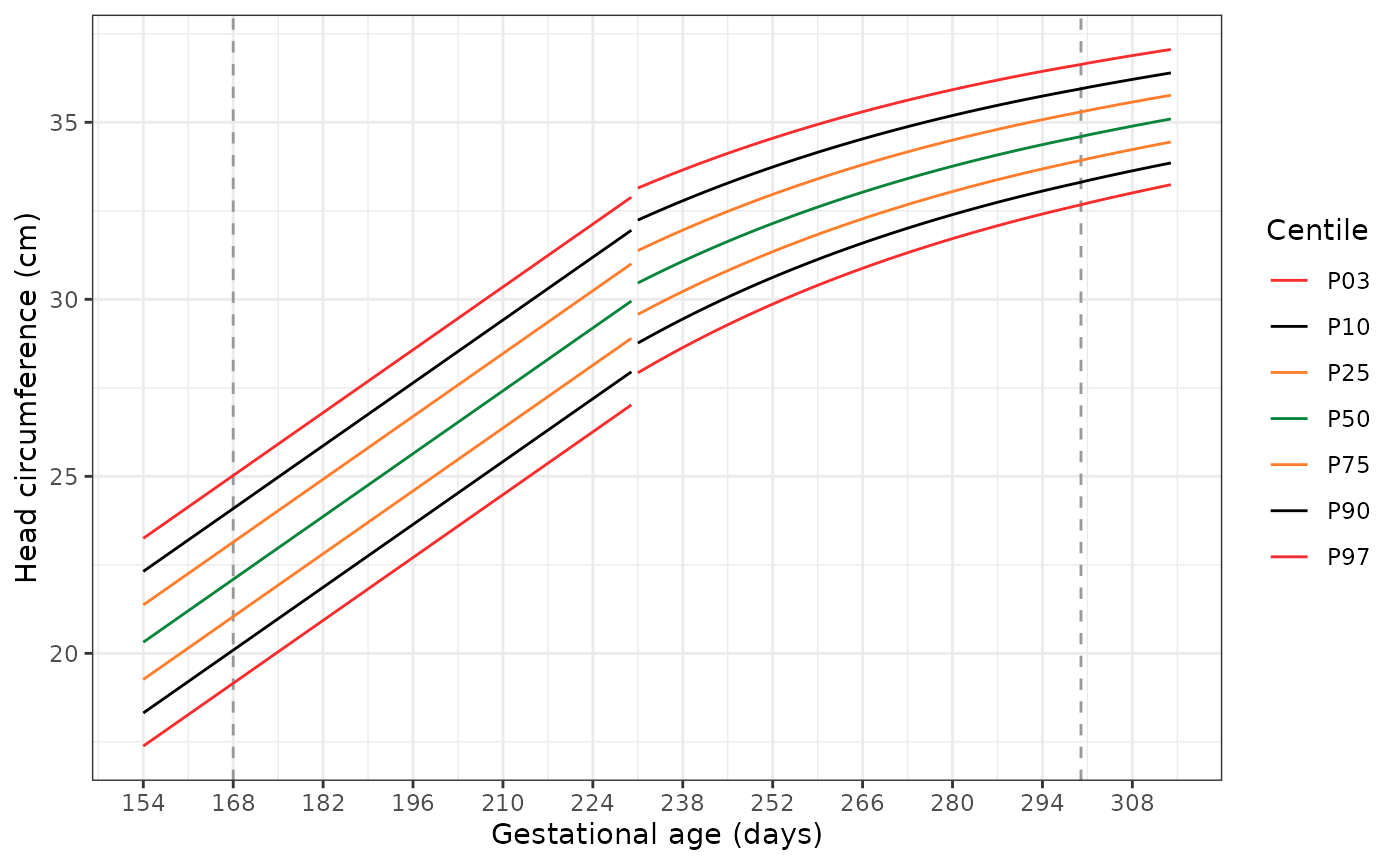 Head circumference (cm)
35
30
25
20
154 168 182 196 210 224 238 252 266 280 294 308
Gestational age (days)
Centile
P03
P10
P25
P50
P75
P90
P97